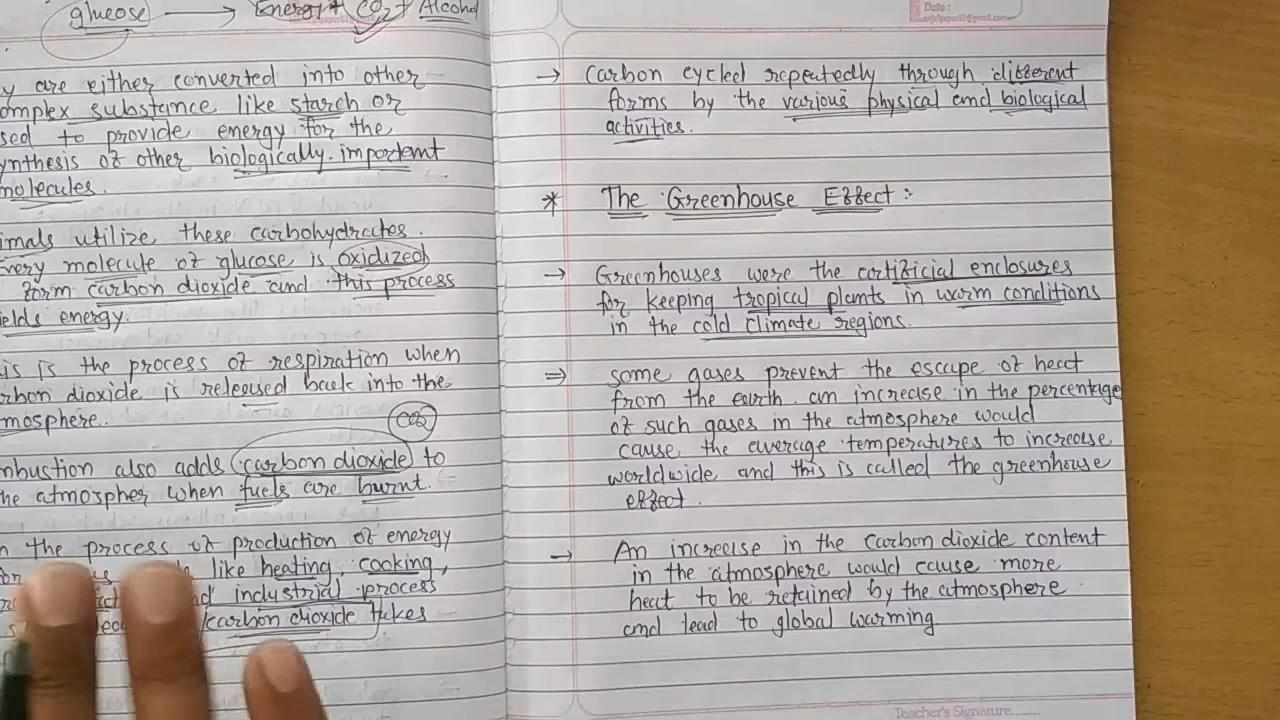 glucose → Energy + CO2 + Alcohol
y are either converted into other
omplex substance like starch or
sed to provide energy for the
ynthesis of other biologically important
molecules.
imals utilize these carbohydrates.
very molecule of glucose is oxidized
form carbon dioxide and this process
ields energy.
is is the process of respiration when
rbon dioxide is released back into the
mosphere.
CO2
mbustion also adds carbon dioxide to
he atmospher when fuels are burnt.
n the process of production of energy
like heating cooking,
nd industrial process
carbon dioxide takes
Date :
→ carbon cycled repeatedly through different
forms by the various physical and biological
activities.
* The Greenhouse Effect :
→ Greenhouses were the artificial enclosures
for keeping tropical plants in warm conditions
in the cold climate regions.
⇒ some gases prevent the escape of heat
from the earth. an increase in the percentage
of such gases in the atmosphere would
cause the average temperatures to increase
worldwide and this is called the greenhouse
effect.
→ An increase in the carbon dioxide content
in the atmosphere would cause more
heat to be retained by the atmosphere
and lead to global warming.
Teacher's Signature.........